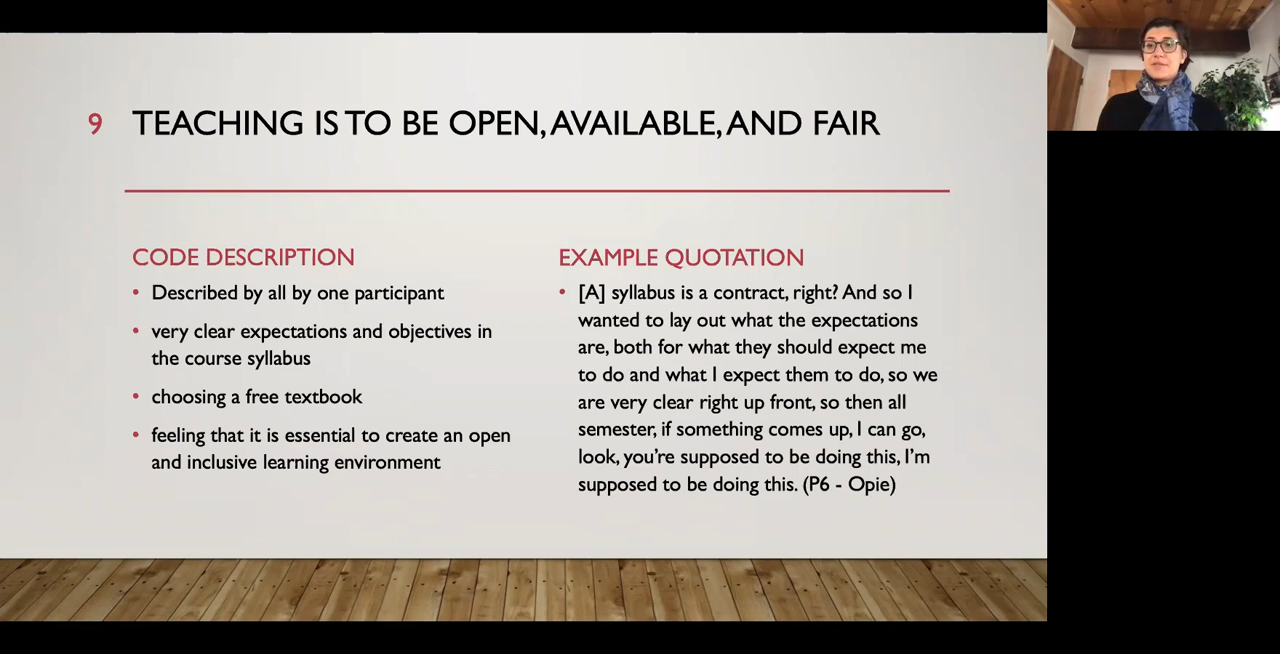 9
TEACHING IS TO BE OPEN, AVAILABLE, AND FAIR
CODE DESCRIPTION
• Described by all by one participant
• very clear expectations and objectives in
the course syllabus
• choosing a free textbook
• feeling that it is essential to create an open
and inclusive learning environment
EXAMPLE QUOTATION
• [A] syllabus is a contract, right? And so I
wanted to lay out what the expectations
are, both for what they should expect me
to do and what I expect them to do, so we
are very clear right up front, so then all
semester, if something comes up, I can go,
look, you’re supposed to be doing this, I’m
supposed to be doing this. (P6 - Opie)